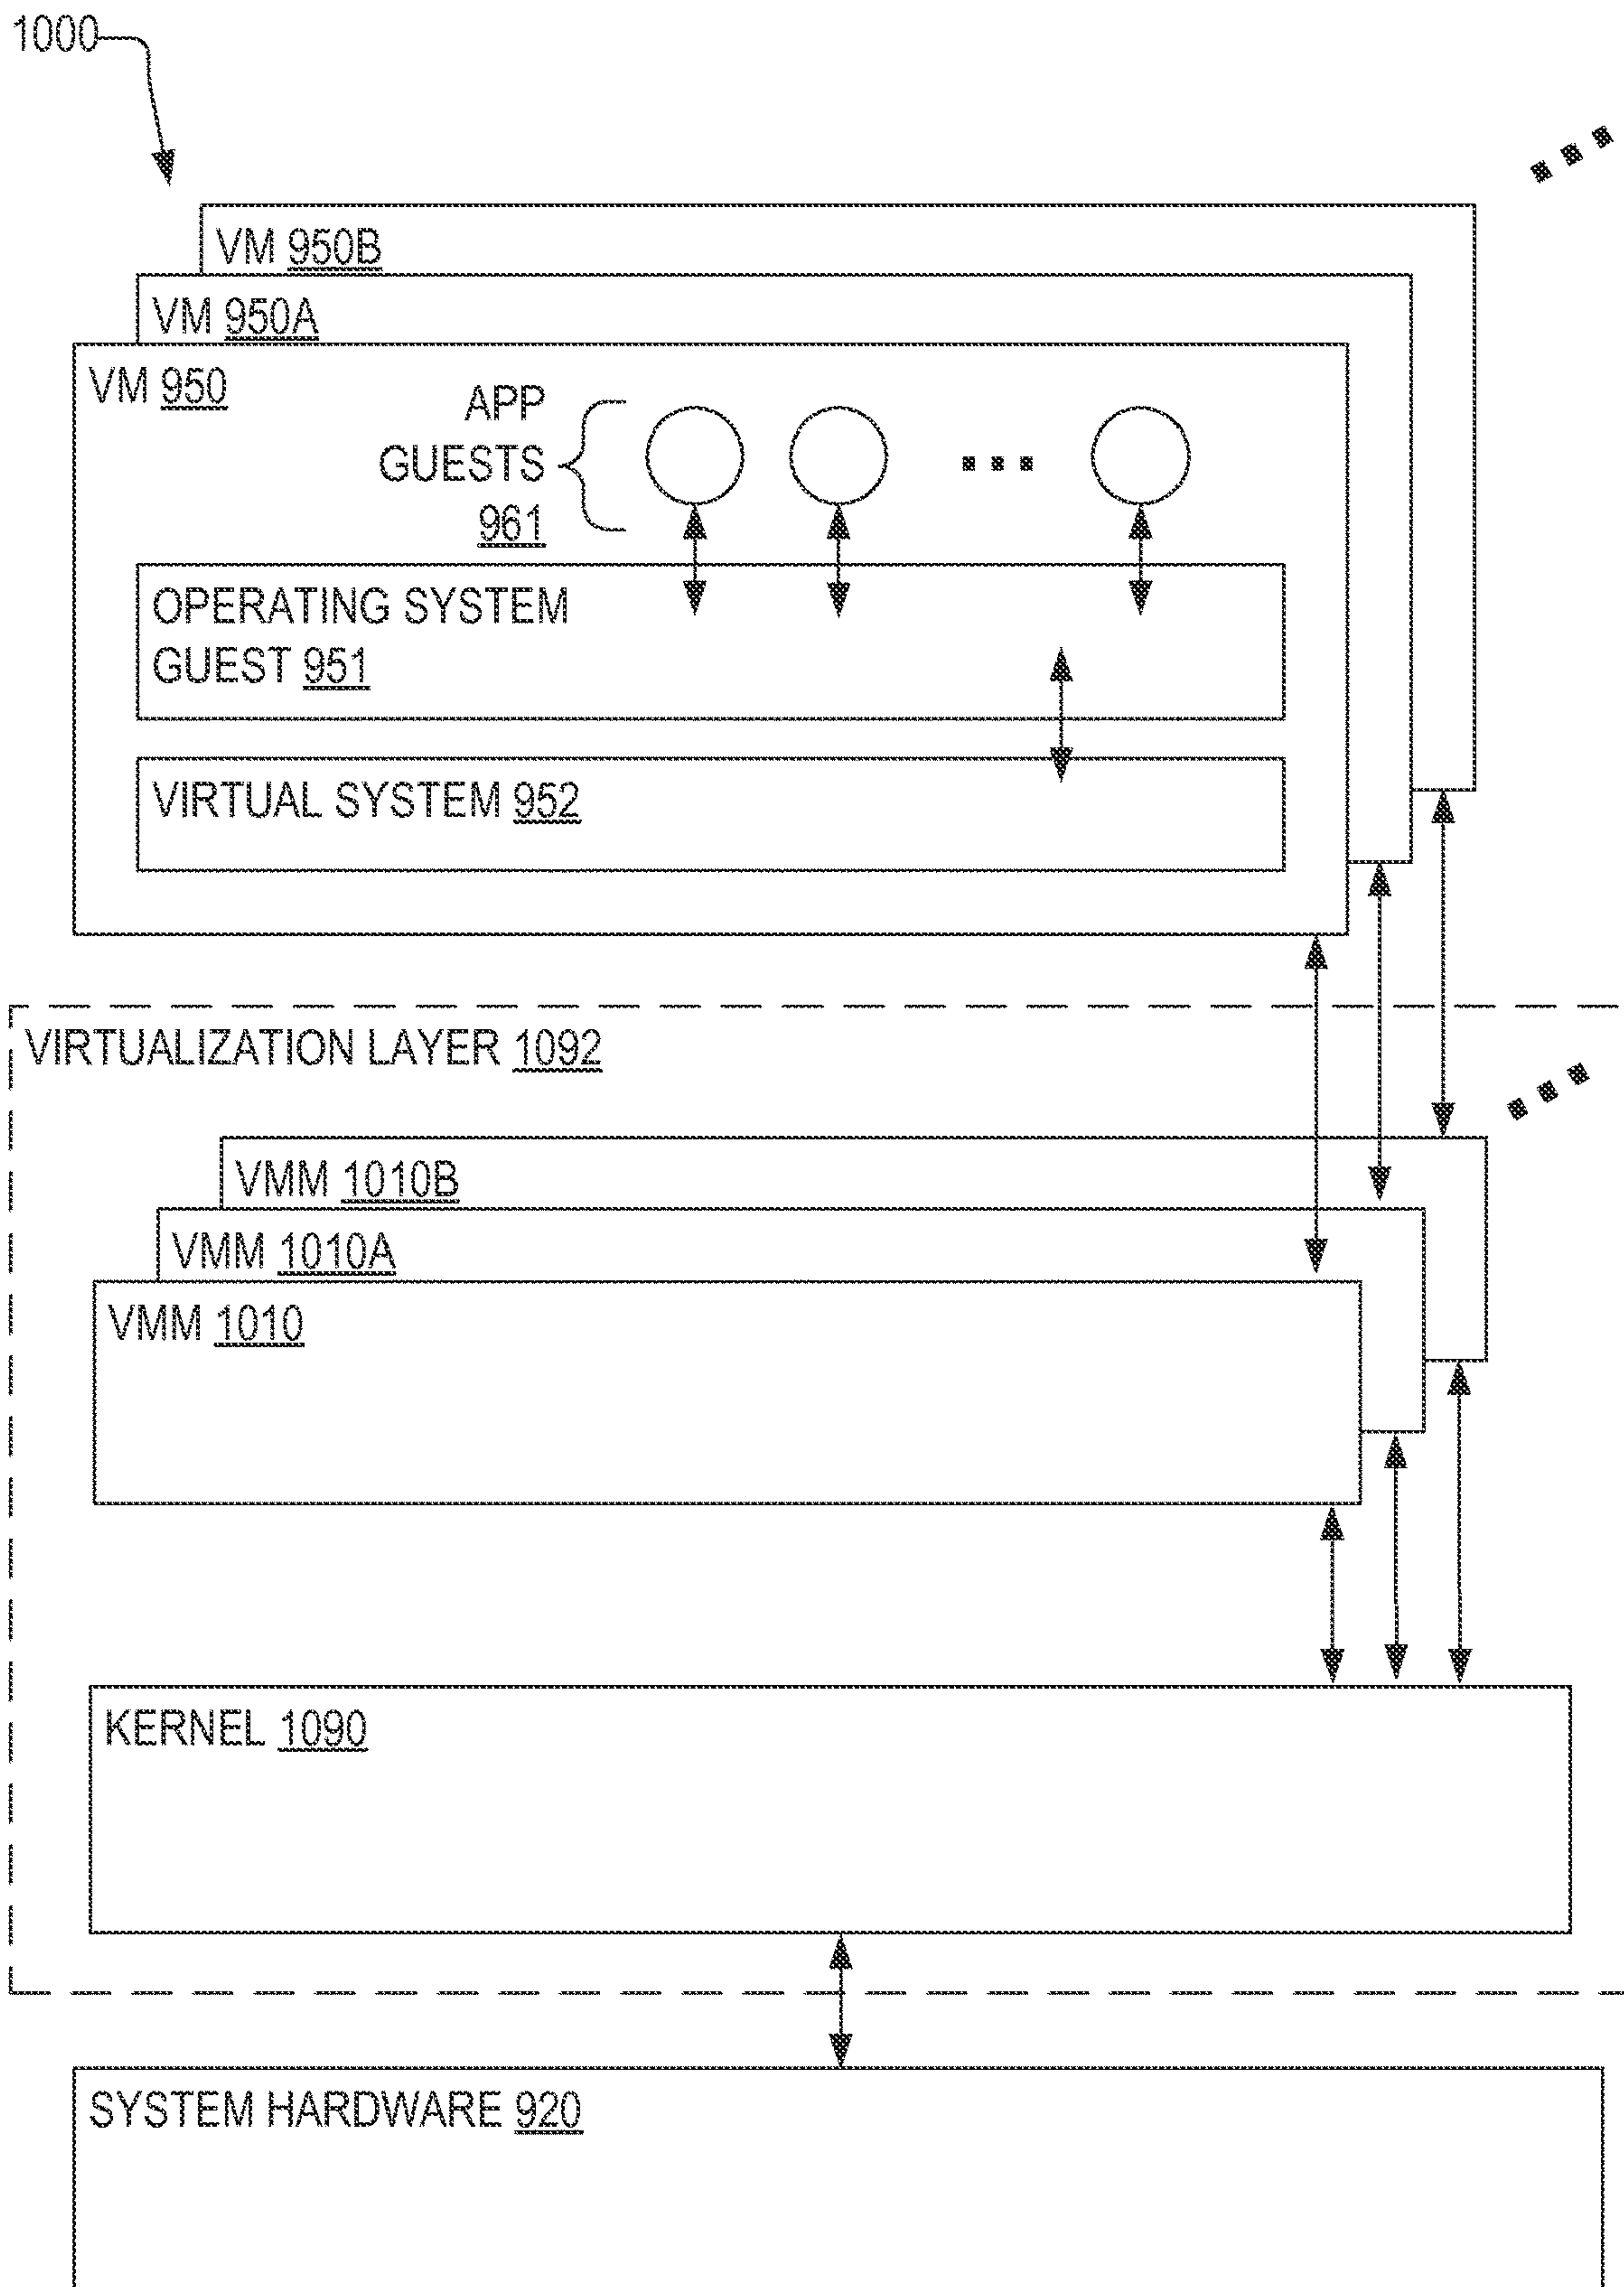 1000
VM 950B
VM 950A
VM 950
APP
GUESTS
961
OPERATING SYSTEM
GUEST 951
VIRTUAL SYSTEM 952
VIRTUALIZATION LAYER 1092
VMM 1010B
VMM 1010A
VMM 1010
KERNEL 1090
SYSTEM HARDWARE 920